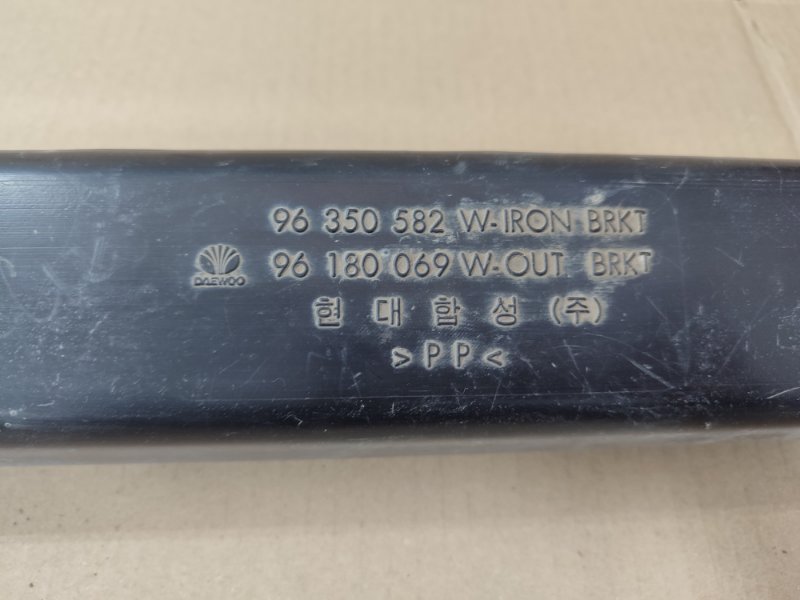 96 350 582 W-IRON BRKT
DAEWOO
96 180 069 W-OUT BRKT
현 대 합 성 (주)
>PP<